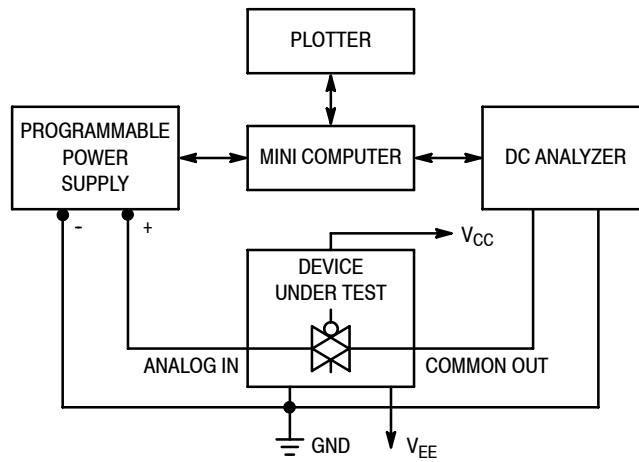 PLOTTER
PROGRAMMABLE
POWER
SUPPLY
MINI COMPUTER
DC ANALYZER
- +
VCC
DEVICE
UNDER TEST
ANALOG IN
COMMON OUT
GND
VEE